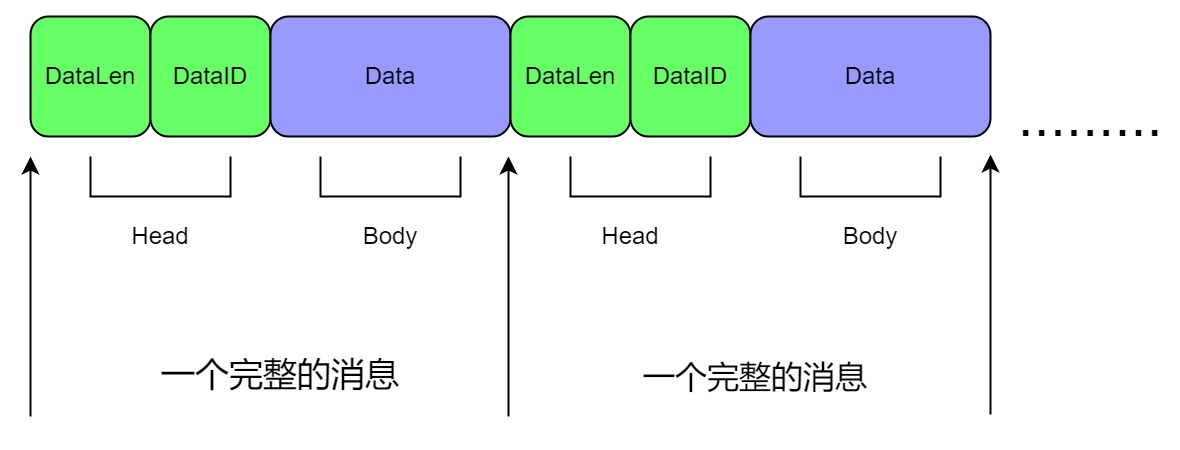 DataLen DataID Data DataLen DataID Data
.........
Head Body Head Body
一个完整的消息 一个完整的消息